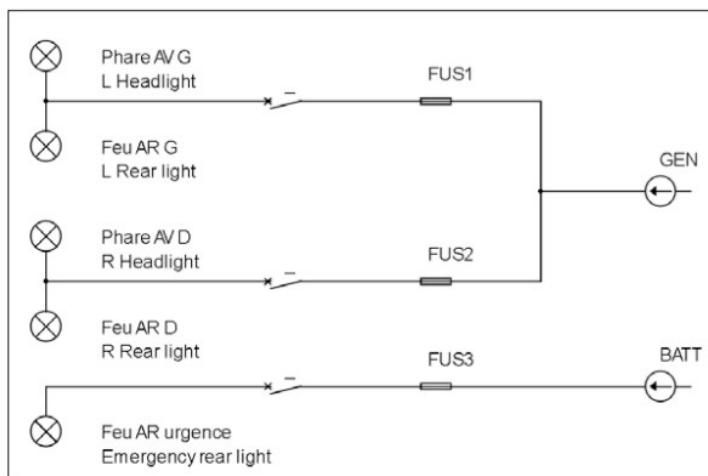 Phare AV G
L Headlight
FUS1
Feu AR G
L Rear light
GEN
Phare AV D
R Headlight
FUS2
Feu AR D
R Rear light
FUS3
BATT
Feu AR urgence
Emergency rear light